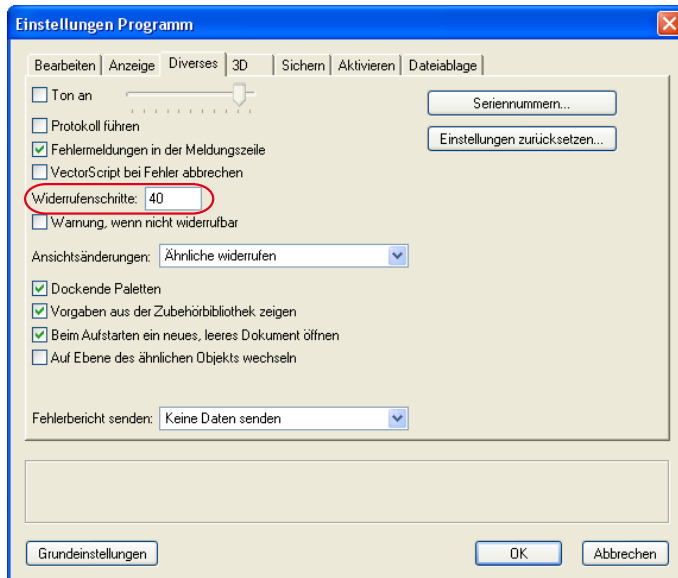 Einstellungen Programm
Bearbeiten Anzeige Diverses 3D Sichern Aktivieren Dateiablage
Ton an
Seriennummern...
Protokoll führen
Einstellungen zurücksetzen...
Fehlermeldungen in der Meldungszeile
VectorScript bei Fehler abbrechen
Widerrufenschritte: 40
Warnung, wenn nicht widerrufbar
Ansichtsänderungen: Ähnliche widerrufen
Dockende Paletten
Vorgaben aus der Zubehörbibliothek zeigen
Beim Aufstarten ein neues, leeres Dokument öffnen
Auf Ebene des ähnlichen Objekts wechseln
Fehlerbericht senden: Keine Daten senden
Grundeinstellungen OK Abbrechen